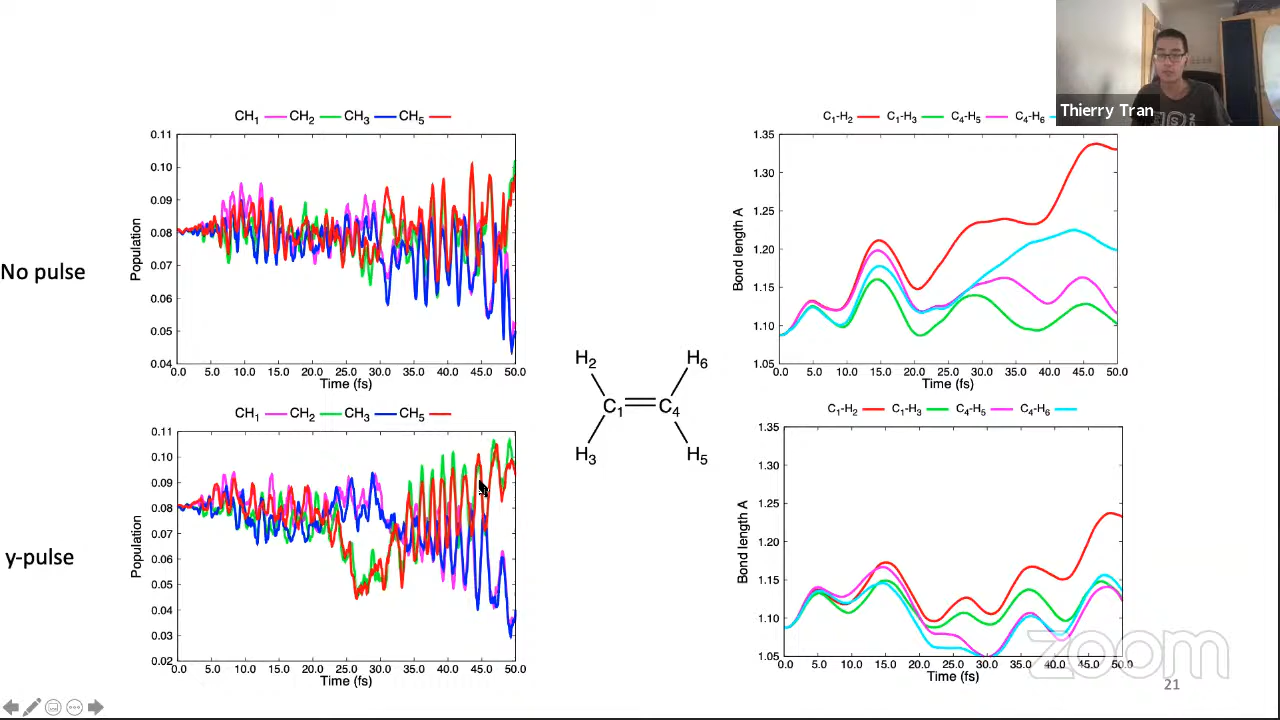 Thierry Tran
CH₁ CH₂ CH₃ CH₅
0.11
0.10
0.09
0.08
0.07
0.06
0.05
0.04
Population
0.0 5.0 10.0 15.0 20.0 25.0 30.0 35.0 40.0 45.0 50.0
Time (fs)
No pulse
C₁-H₂ C₁-H₃ C₄-H₅ C₄-H₆
1.35
1.30
1.25
1.20
1.15
1.10
1.05
Bond length A
0.0 5.0 10.0 15.0 20.0 25.0 30.0 35.0 40.0 45.0 50.0
Time (fs)
H₂ H₆
C₁ C₄
H₃ H₅
CH₁ CH₂ CH₃ CH₅
0.11
0.10
0.09
0.08
0.07
0.06
0.05
0.04
0.03
0.02
Population
0.0 5.0 10.0 15.0 20.0 25.0 30.0 35.0 40.0 45.0 50.0
Time (fs)
y-pulse
C₁-H₂ C₁-H₃ C₄-H₅ C₄-H₆
1.35
1.30
1.25
1.20
1.15
1.10
1.05
Bond length A
0.0 5.0 10.0 15.0 20.0 25.0 30.0 35.0 40.0 45.0 50.0
Time (fs)
zoom
21